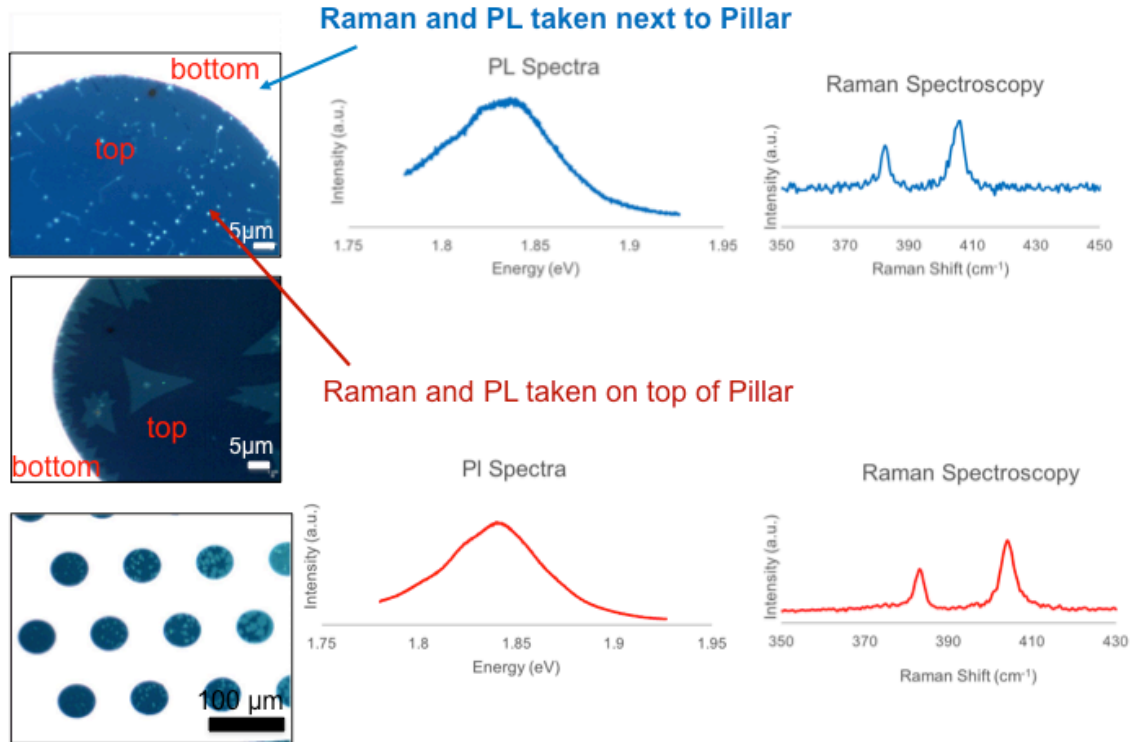 Raman and PL taken next to Pillar
bottom
top
5µm
PL Spectra
Intensity (a.u.)
1.75 1.8 1.85 1.9 1.95
Energy (eV)
Raman Spectroscopy
Intensity (a.u.)
350 370 390 410 430 450
Raman Shift (cm⁻¹)
Raman and PL taken on top of Pillar
top
bottom
5µm
100 µm
Pl Spectra
Intensity (a.u.)
1.75 1.8 1.85 1.9 1.95
Energy (eV)
Raman Spectroscopy
Intensity (a.u.)
350 370 390 410 430
Raman Shift (cm⁻¹)